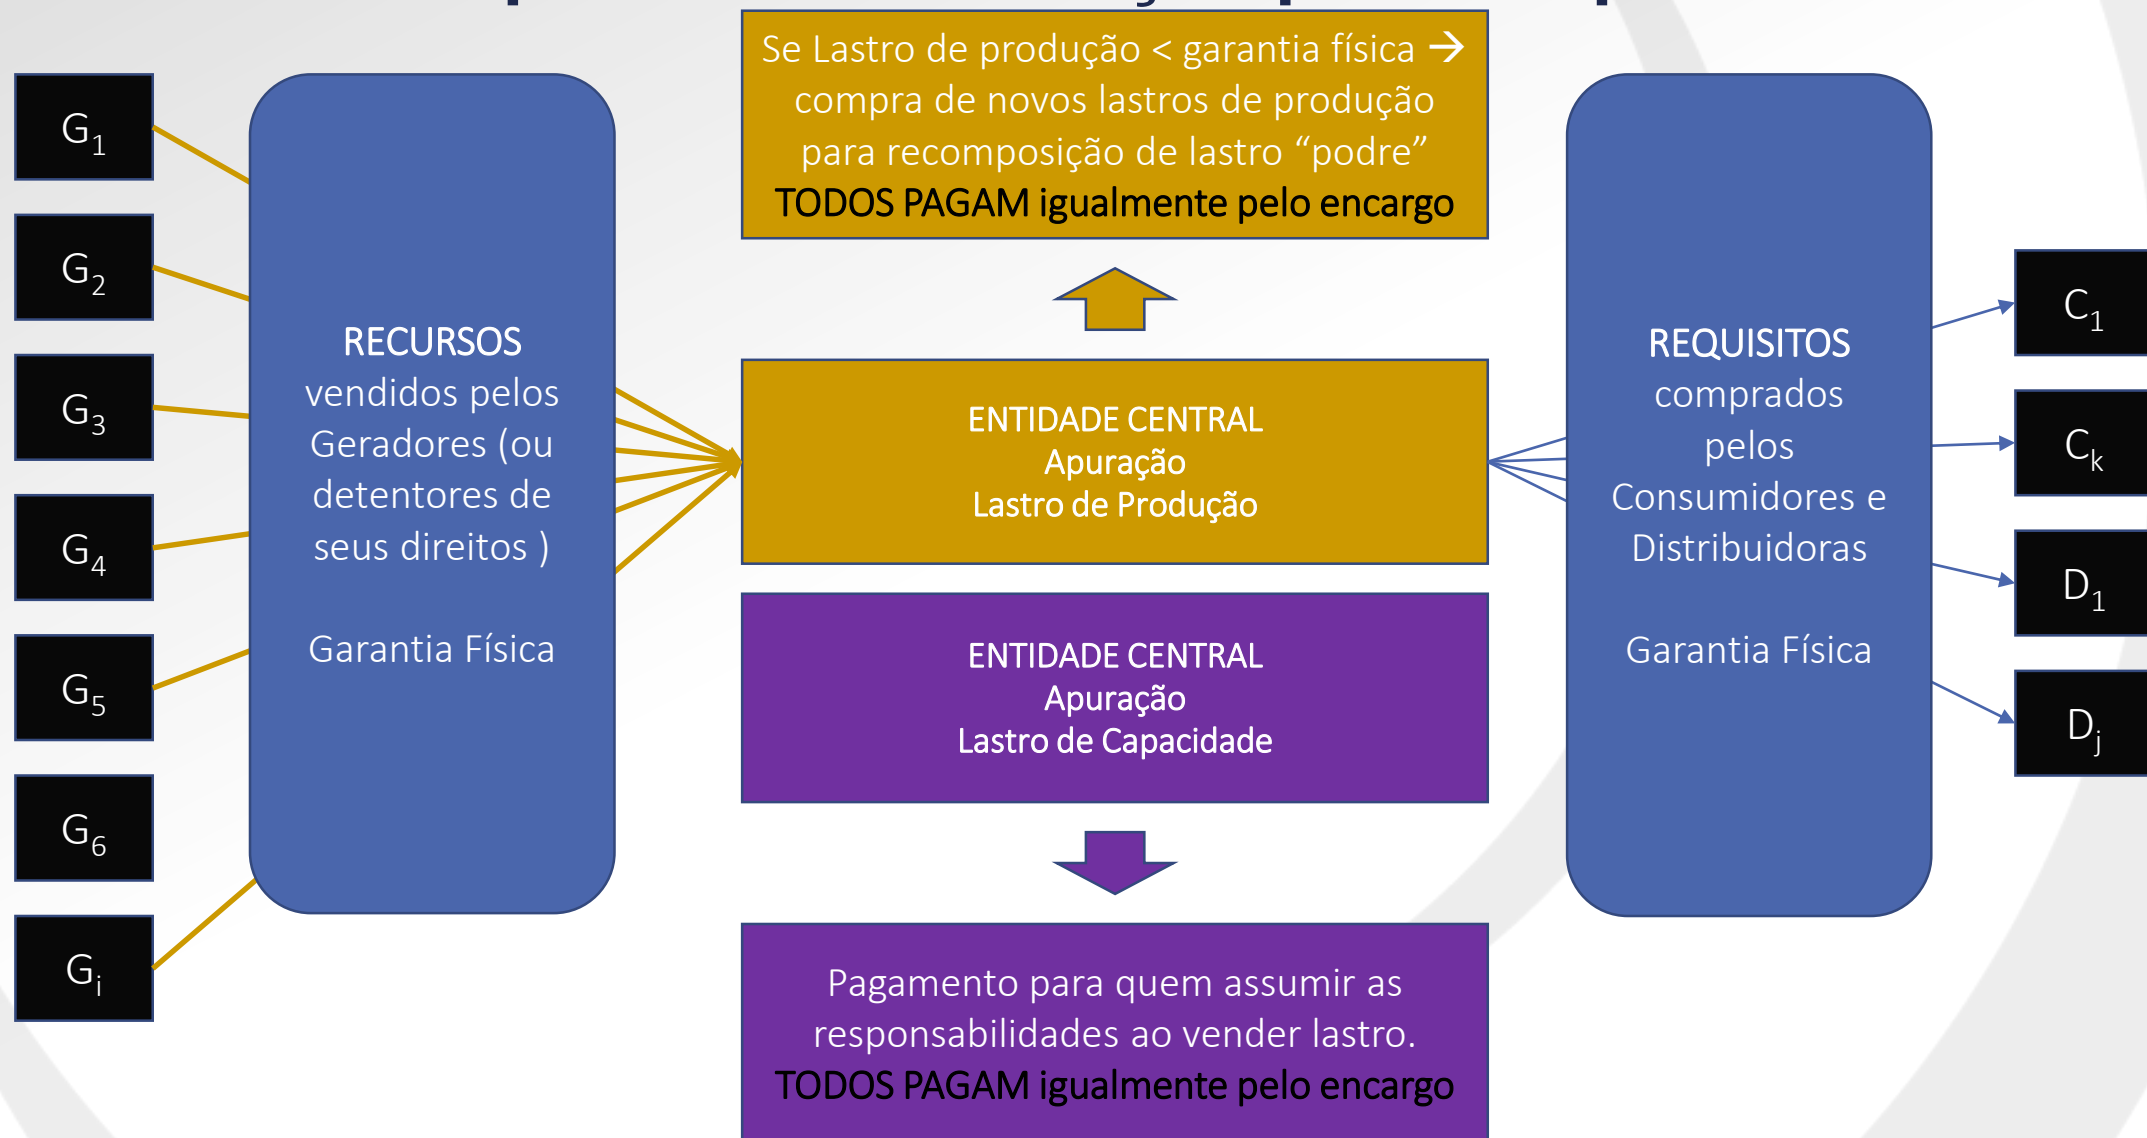 Se Lastro de produção < garantia física →
compra de novos lastros de produção
para recomposição de lastro “podre”
TODOS PAGAM igualmente pelo encargo
G1
G2
G3
G4
G5
G6
Gi
RECURSOS
vendidos pelos
Geradores (ou
detentores de
seus direitos )
Garantia Física
ENTIDADE CENTRAL
Apuração
Lastro de Produção
ENTIDADE CENTRAL
Apuração
Lastro de Capacidade
Pagamento para quem assumir as
responsabilidades ao vender lastro.
TODOS PAGAM igualmente pelo encargo
REQUISITOS
comprados
pelos
Consumidores e
Distribuidoras
Garantia Física
C1
Ck
D1
Dj